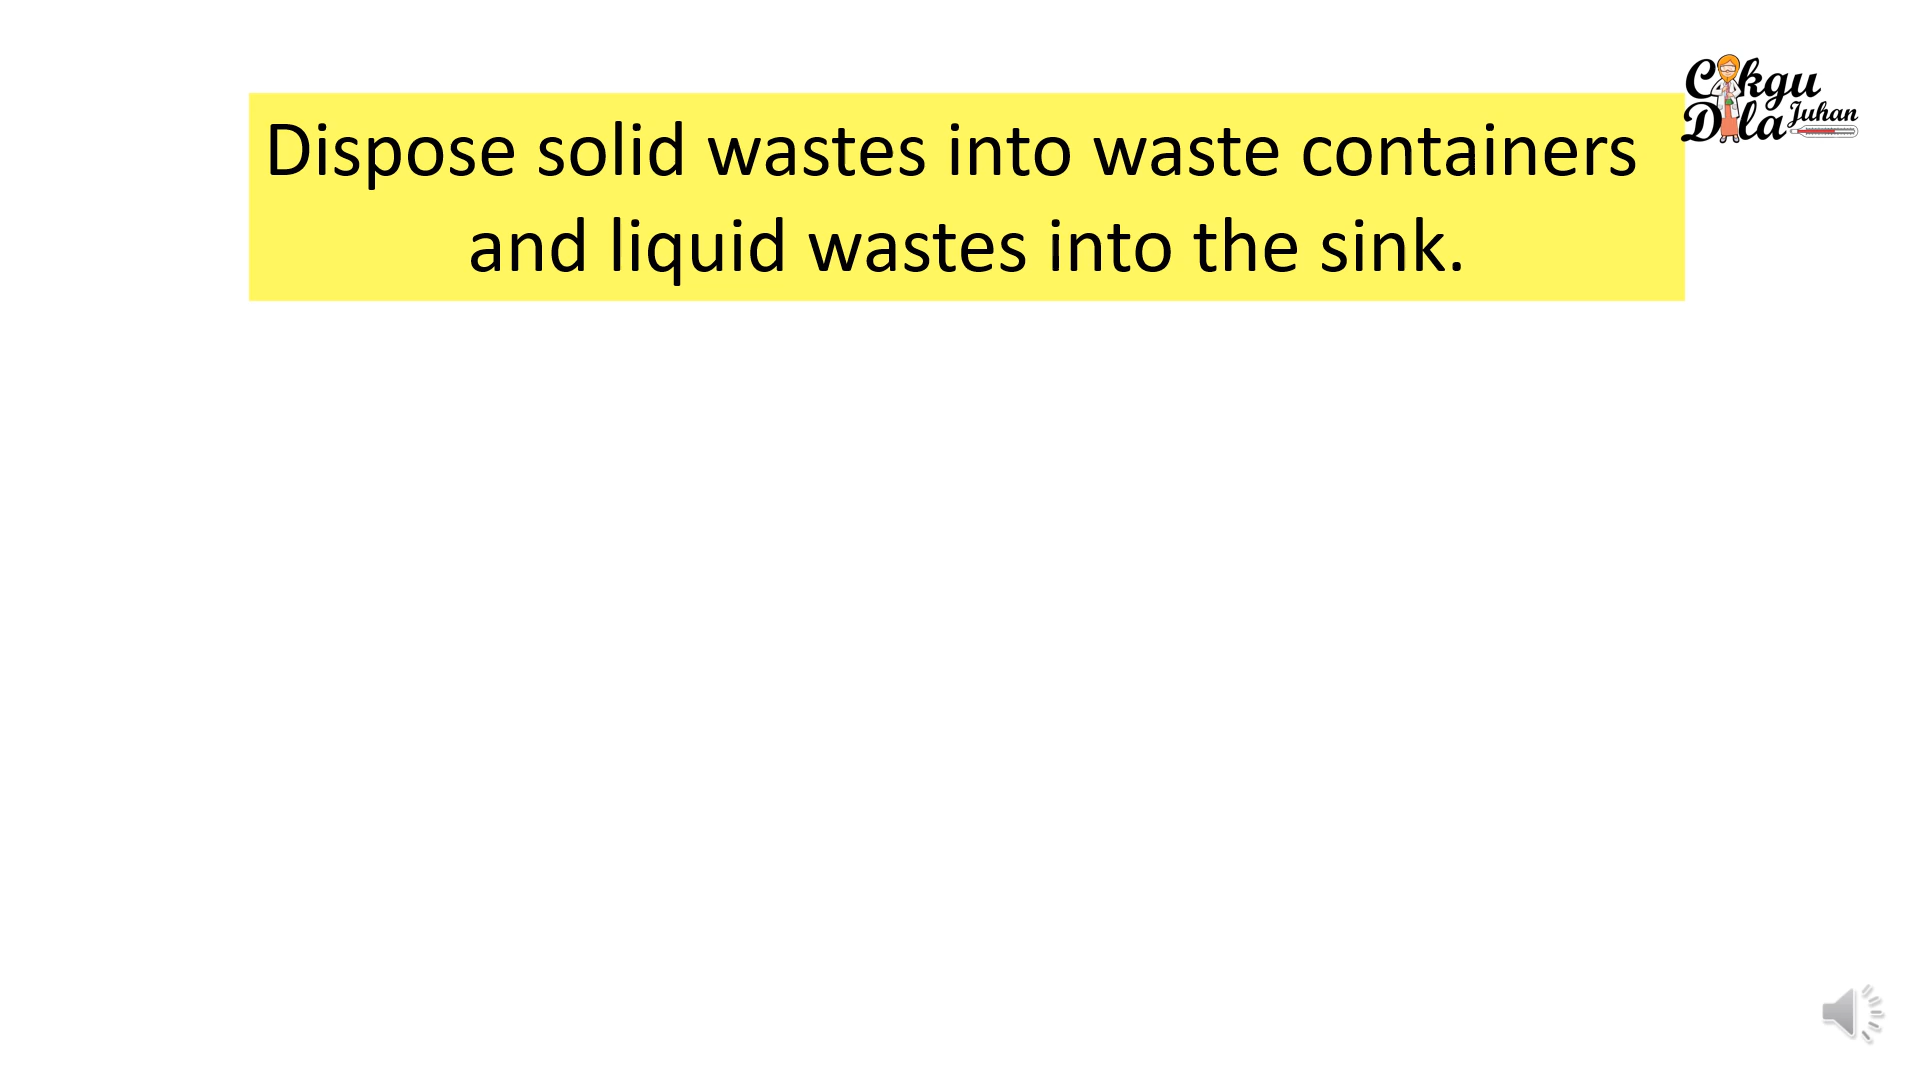 Cikgu
Dila Juhan
Dispose solid wastes into waste containers
and liquid wastes into the sink.